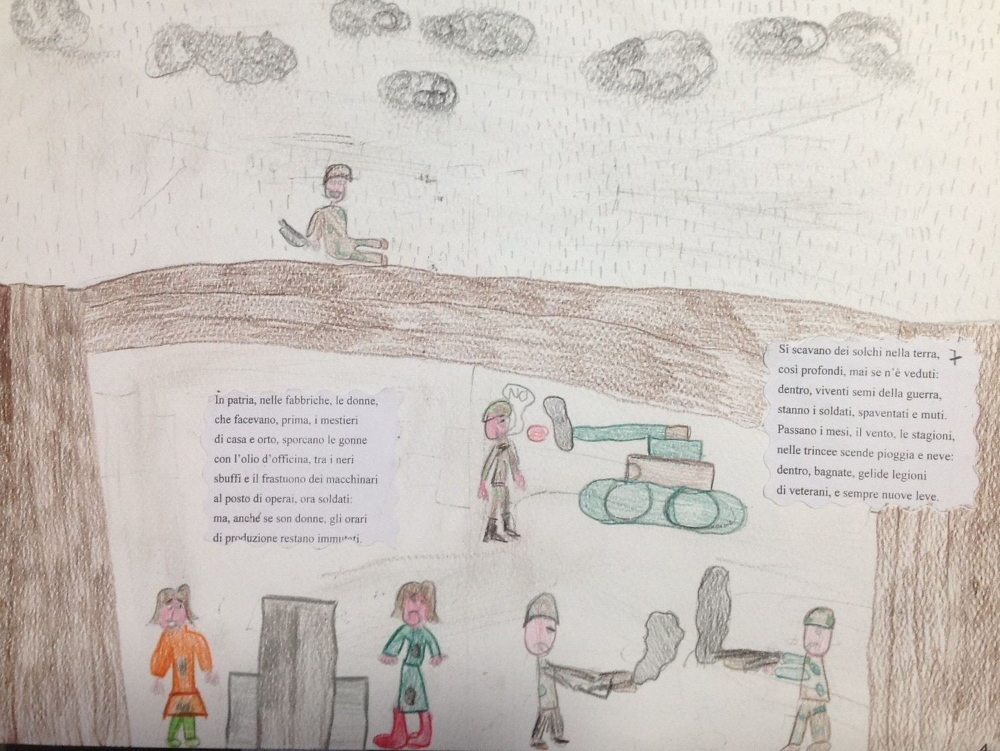 NO
In patria, nelle fabbriche, le donne,
che facevano, prima, i mestieri
di casa e orto, sporcano le gonne
con l'olio d'officina, tra i neri
sbuffi e il frastuono dei macchinari
al posto di operai, ora soldati:
ma, anche se son donne, gli orari
di produzione restano immutati.
Si scavano dei solchi nella terra, 7
così profondi, mai se n'è veduti:
dentro, viventi semi della guerra,
stanno i soldati, spaventati e muti.
Passano i mesi, il vento, le stagioni,
nelle trincee scende pioggia e neve:
dentro, bagnate, gelide legioni
di veterani, e sempre nuove leve.